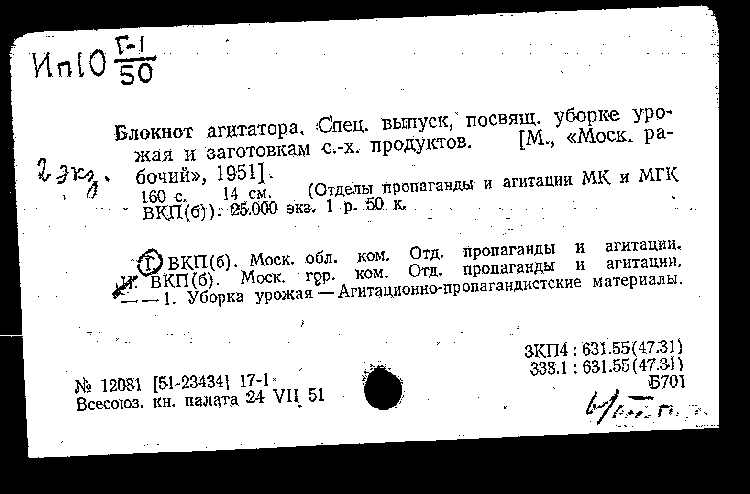 Ип10 Г-1/50
Блокнот агитатора. Спец. выпуск, посвящ. уборке уро-
жая и заготовкам с.-х. продуктов. [М., «Моск. ра-
2 экз. бочий», 1951].
160 с. 14 см. (Отделы пропаганды и агитации МК и МГК
ВКП(б)). 25.000 экз. 1 р. 50 к.
I. ВКП(б). Моск. обл. ком. Отд. пропаганды и агитации.
II. ВКП(б). Моск. гор. ком. Отд. пропаганды и агитации.
— — 1. Уборка урожая — Агитационно-пропагандистские материалы.
3КП4 : 631.55(47.31)
338.1 : 631.55(47.31)
№ 12081 [51-23434] 17-1
Б701
Всесоюз. кн. палата 24 VII 51